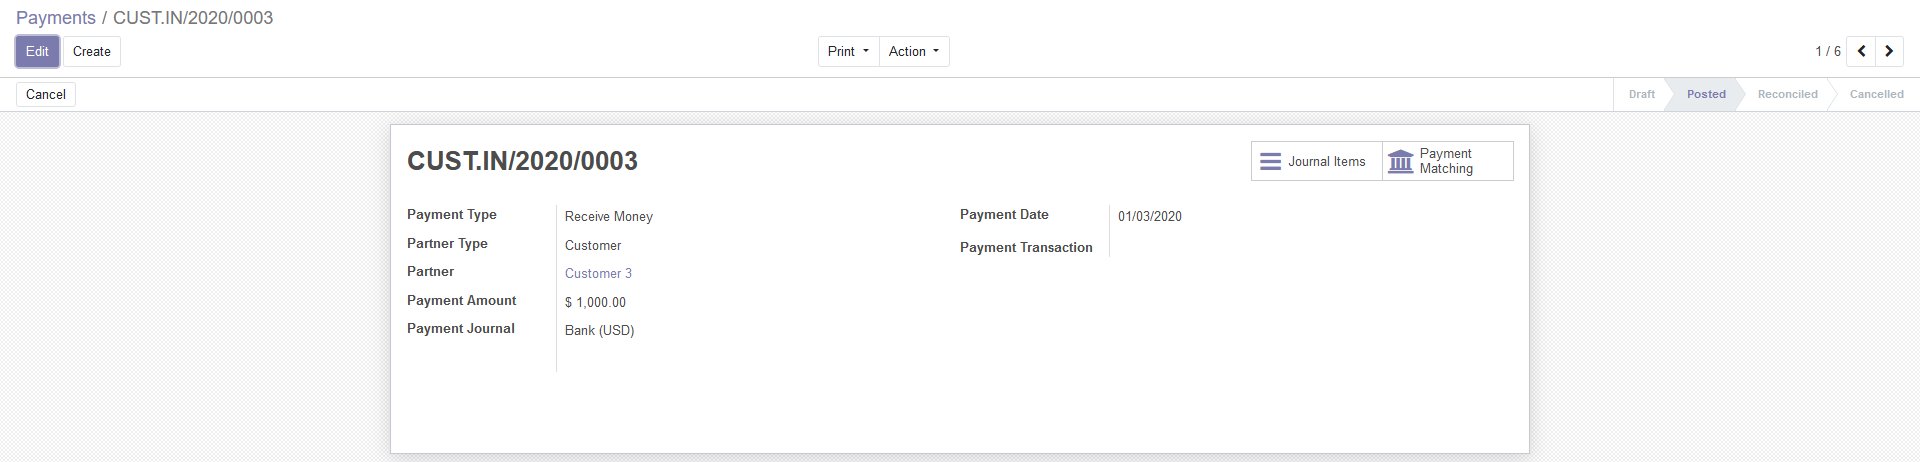 Payments / CUST.IN/2020/0003
Edit Create Print Action 1 / 6
Cancel Draft Posted Reconciled Cancelled
CUST.IN/2020/0003
Journal Items
Payment
Matching
Payment Type Receive Money
Partner Type Customer
Partner Customer 3
Payment Amount $ 1,000.00
Payment Journal Bank (USD)
Payment Date 01/03/2020
Payment Transaction